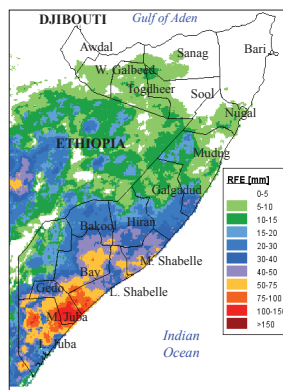 DJIBOUTI
Gulf of Aden
Awdal
Sanag
Bari
W. Galbeed
Togdheer
Sool
Nugal
ETHIOPIA
Mudug
Galgadud
Hiran
Bakool
Bay
M. Shabelle
Gedo
L. Shabelle
M. Juba
L. Juba
Indian
Ocean
RFE [mm]
0-5
5-10
10-15
15-20
20-30
30-40
40-50
50-75
75-100
100-150
>150